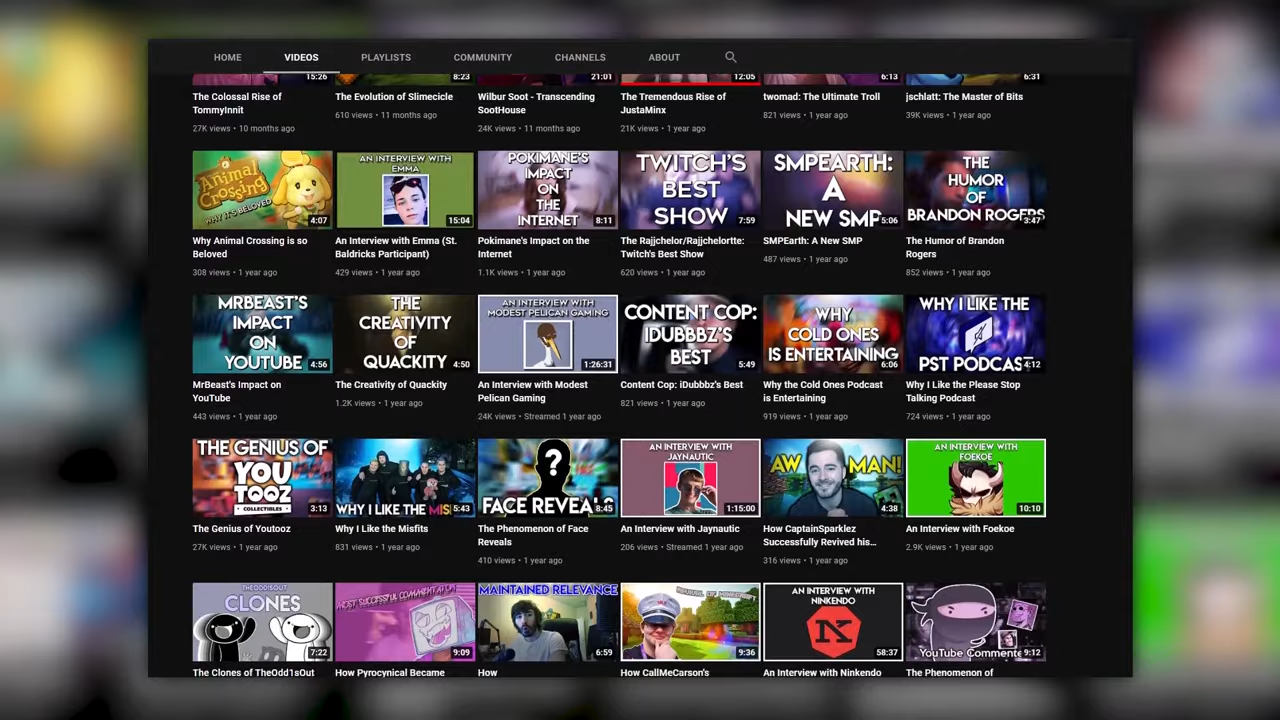 HOME VIDEOS PLAYLISTS COMMUNITY CHANNELS ABOUT
15:26 8:23 21:01 12:05 6:13 6:31
The Colossal Rise of
TommyInnit
27K views • 10 months ago
The Evolution of Slimecicle
610 views • 11 months ago
Wilbur Soot - Transcending
SootHouse
24K views • 11 months ago
The Tremendous Rise of
JustaMinx
21K views • 1 year ago
twomad: The Ultimate Troll
821 views • 1 year ago
jschlatt: The Master of Bits
39K views • 1 year ago
Animal
Crossing
WHY IT'S BELOVED
4:07
Why Animal Crossing is so
Beloved
308 views • 1 year ago
AN INTERVIEW WITH
EMMA
15:04
An Interview with Emma (St.
Baldricks Participant)
429 views • 1 year ago
POKIMANE'S
IMPACT
ON
THE
INTERNET
8:11
Pokimane's Impact on the
Internet
1.1K views • 1 year ago
TWITCH'S
BEST
SHOW
7:59
The Rajjchelor/Rajjchelortte:
Twitch's Best Show
620 views • 1 year ago
SMPEARTH:
A
NEW SMP
5:06
SMPEarth: A New SMP
487 views • 1 year ago
THE
HUMOR
OF
BRANDON ROGERS
3:47
The Humor of Brandon
Rogers
852 views • 1 year ago
MRBEAST'S
IMPACT
ON
YOUTUBE
4:56
MrBeast's Impact on
YouTube
443 views • 1 year ago
THE
CREATIVITY
OF
QUACKITY
4:50
The Creativity of Quackity
1.2K views • 1 year ago
AN INTERVIEW WITH
MODEST PELICAN GAMING
1:26:31
An Interview with Modest
Pelican Gaming
24K views • Streamed 1 year ago
CONTENT COP:
IDUBBBZ'S
BEST
5:49
Content Cop: iDubbbz's Best
821 views • 1 year ago
WHY
COLD ONES
IS ENTERTAINING
6:06
Why the Cold Ones Podcast
is Entertaining
919 views • 1 year ago
WHY I LIKE THE
PST PODCAST
4:12
Why I Like the Please Stop
Talking Podcast
724 views • 1 year ago
THE GENIUS OF
YOU
TOOZ
COLLECTIBLES
3:13
The Genius of Youtooz
27K views • 1 year ago
WHY I LIKE THE MISF
5:43
Why I Like the Misfits
831 views • 1 year ago
?
FACE REVEALS
8:45
The Phenomenon of Face
Reveals
410 views • 1 year ago
AN INTERVIEW WITH
JAYNAUTIC
1:15:00
An Interview with Jaynautic
206 views • Streamed 1 year ago
AW MAN!
4:38
How CaptainSparklez
Successfully Revived his...
316 views • 1 year ago
AN INTERVIEW WITH
FOEKOE
10:10
An Interview with Foekoe
2.9K views • 1 year ago
THEODD1SOUT
CLONES
7:22
The Clones of TheOdd1sOut
MOST SUCCESSFUL COMMENTATOR
9:09
How Pyrocynical Became
MAINTAINED RELEVANCE
6:59
How
REVIVAL OF MINECRAFT
9:36
How CallMeCarson's
AN INTERVIEW WITH
NINKENDO
N
58:37
An Interview with Ninkendo
YouTube Commente
9:12
The Phenomenon of